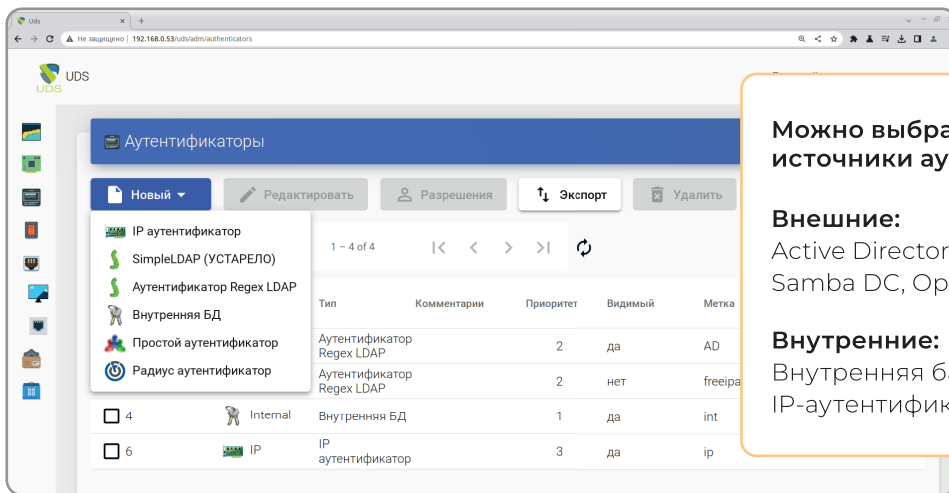 Uds
Не защищено 192.168.0.53/uds/adm/authenticators
UDS
UDS
Аутентификаторы
Новый
Редактировать
Разрешения
Экспорт
Удалить
IP аутентификатор
SimpleLDAP (УСТАРЕЛО)
Аутентификатор Regex LDAP
Внутренняя БД
Простой аутентификатор
Радиус аутентификатор
1 – 4 of 4
Тип Комментарии Приоритет Видимый Метка
Аутентификатор
Regex LDAP
2 да AD
Аутентификатор
Regex LDAP
2 нет freeipa
4 Internal Внутренняя БД 1 да int
6 IP
IP
аутентификатор
3 да ip
Можно выбра
источники ау
Внешние:
Active Director
Samba DC, Op
Внутренние:
Внутренняя ба
IP-аутентифик